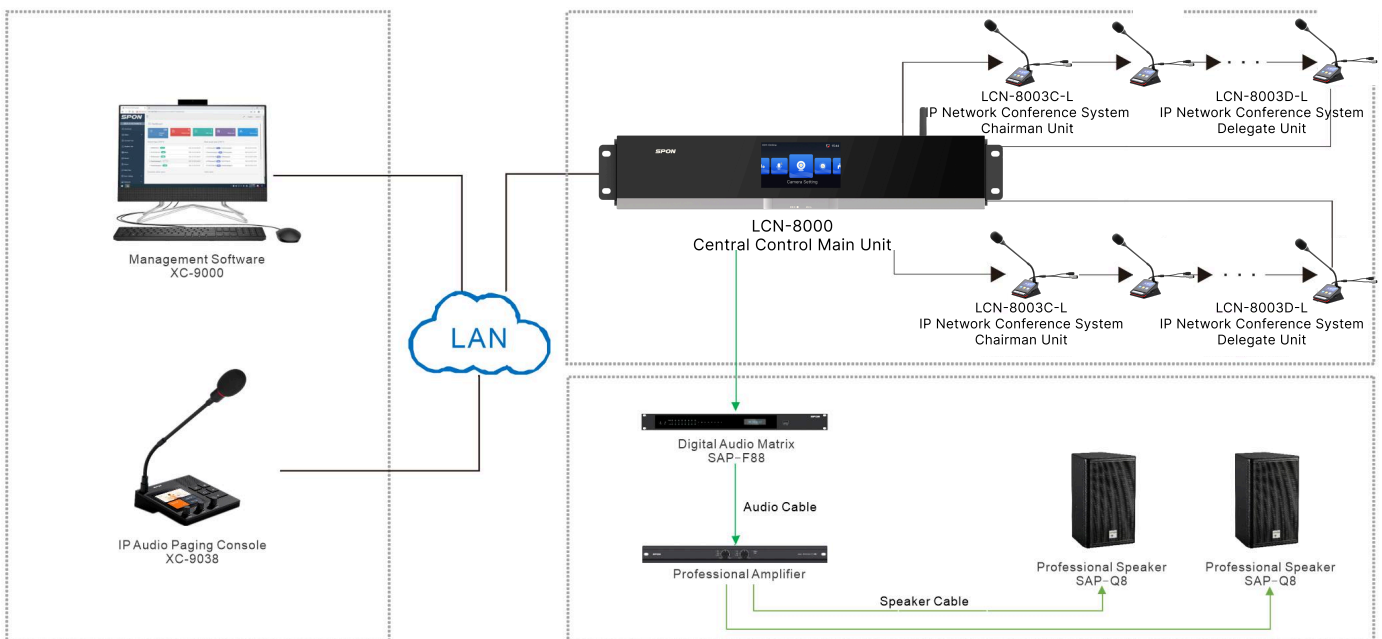 SPON
Management Software
XC-9000
IP Audio Paging Console
XC-9038
LAN
SPON
Camera Setting
LCN-8000
Central Control Main Unit
LCN-8003C-L
IP Network Conference System
Chairman Unit
LCN-8003D-L
IP Network Conference System
Delegate Unit
LCN-8003C-L
IP Network Conference System
Chairman Unit
LCN-8003D-L
IP Network Conference System
Delegate Unit
Digital Audio Matrix
SAP-F88
Audio Cable
Professional Amplifier
Speaker Cable
Professional Speaker
SAP-Q8
Professional Speaker
SAP-Q8